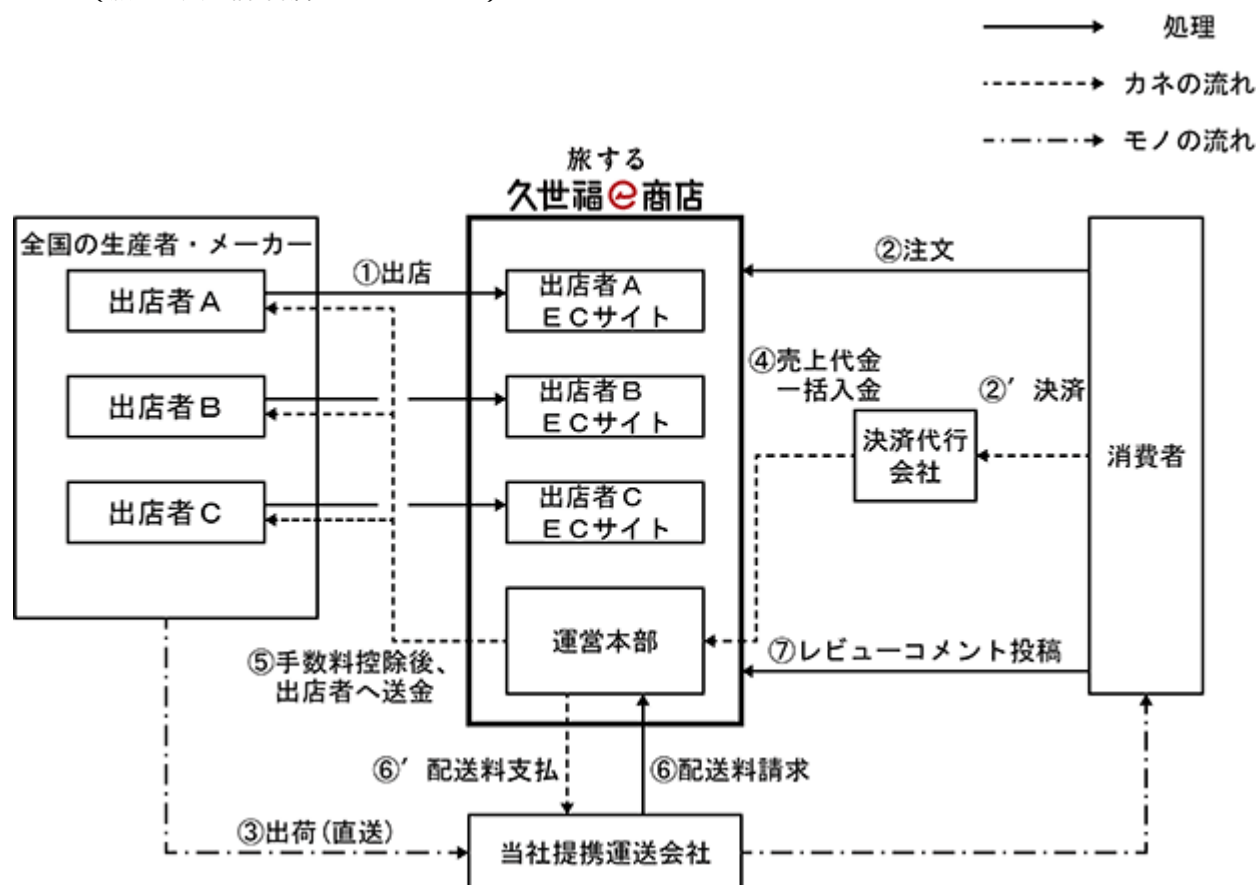 処理
カネの流れ
モノの流れ
旅する
久世福e商店
全国の生産者・メーカー
①出店
②注文
出店者A
出店者A
ECサイト
④売上代金
一括入金
②′決済
出店者B
出店者B
ECサイト
決済代行
会社
消費者
出店者C
出店者C
ECサイト
運営本部
⑤手数料控除後、
出店者へ送金
⑦レビューコメント投稿
⑥′配送料支払
⑥配送料請求
③出荷(直送)
当社提携運送会社